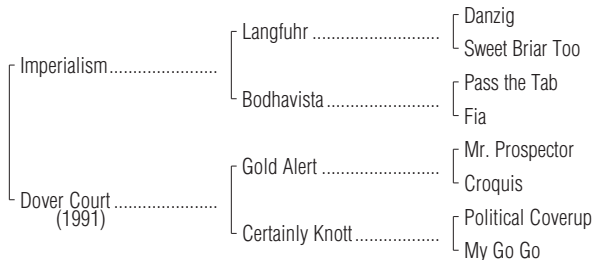 Danzig
Langfuhr
Sweet Briar Too
Imperialism
Pass the Tab
Bodhavista
Fia
Mr. Prospector
Gold Alert
Croquis
Dover Court
(1991)
Political Coverup
Certainly Knott
My Go Go